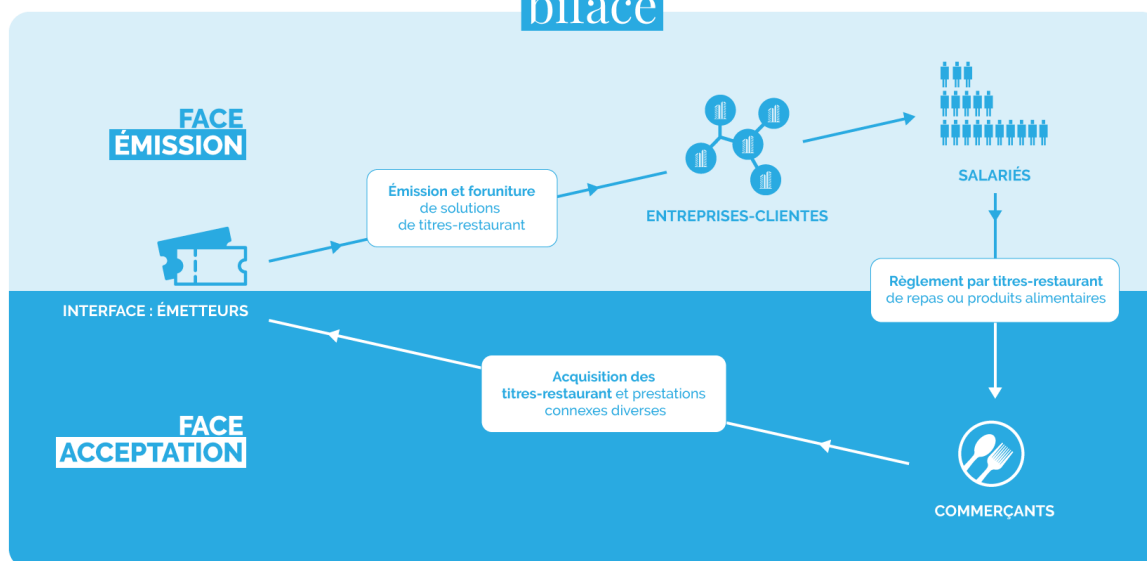 biface
FACE
ÉMISSION
SALARIÉS
Émission et foruniture
de solutions
de titres-restaurant
ENTREPRISES-CLIENTES
INTERFACE : ÉMETTEURS
Règlement par titres-restaurant
de repas ou produits alimentaires
Acquisition des
titres-restaurant et prestations
connexes diverses
FACE
ACCEPTATION
COMMERÇANTS